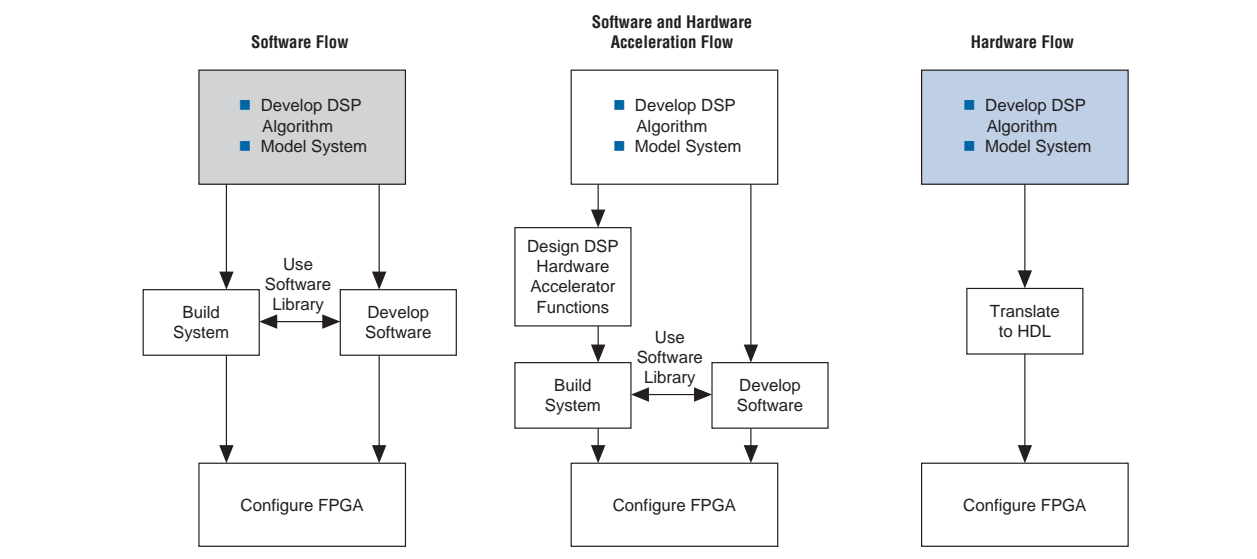 Software Flow
Software and Hardware
Acceleration Flow
Hardware Flow
Develop DSP
Algorithm
Model System
Develop DSP
Algorithm
Model System
Develop DSP
Algorithm
Model System
Build
System
Use
Software
Library
Develop
Software
Design DSP
Hardware
Accelerator
Functions
Build
System
Use
Software
Library
Develop
Software
Translate
to HDL
Configure FPGA
Configure FPGA
Configure FPGA